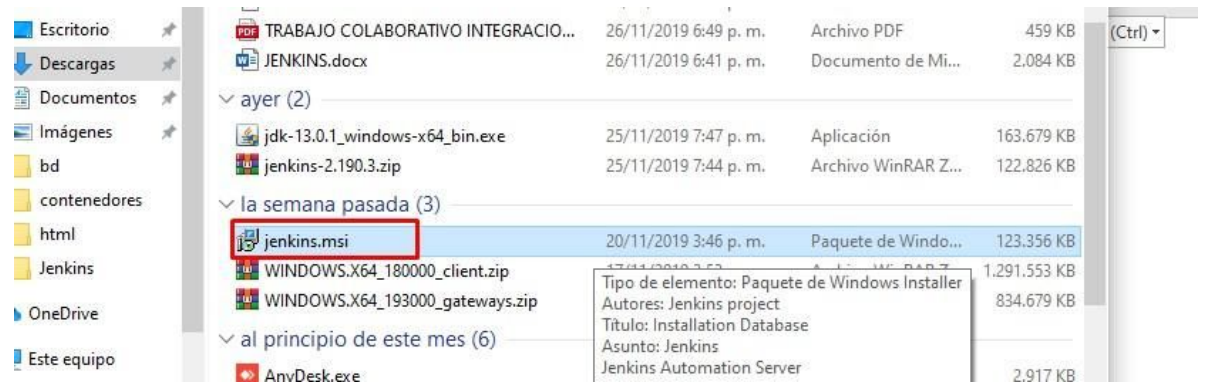 Escritorio
TRABAJO COLABORATIVO INTEGRACIO... 26/11/2019 6:49 p. m. Archivo PDF 459 KB
(Ctrl)
Descargas
JENKINS.docx 26/11/2019 6:41 p. m. Documento de Mi... 2.084 KB
Documentos
ayer (2)
Imágenes
jdk-13.0.1_windows-x64_bin.exe 25/11/2019 7:47 p. m. Aplicación 163.679 KB
bd
jenkins-2.190.3.zip 25/11/2019 7:44 p. m. Archivo WinRAR Z... 122.826 KB
contenedores
la semana pasada (3)
html
jenkins.msi 20/11/2019 3:46 p. m. Paquete de Windo... 123.356 KB
Jenkins
WINDOWS.X64_180000_client.zip 1.291.553 KB
WINDOWS.X64_193000_gateways.zip 834.679 KB
Tipo de elemento: Paquete de Windows Installer
Autores: Jenkins project
Título: Installation Database
Asunto: Jenkins
Jenkins Automation Server
OneDrive
al principio de este mes (6)
Este equipo
AnyDesk.exe 2.917 KB